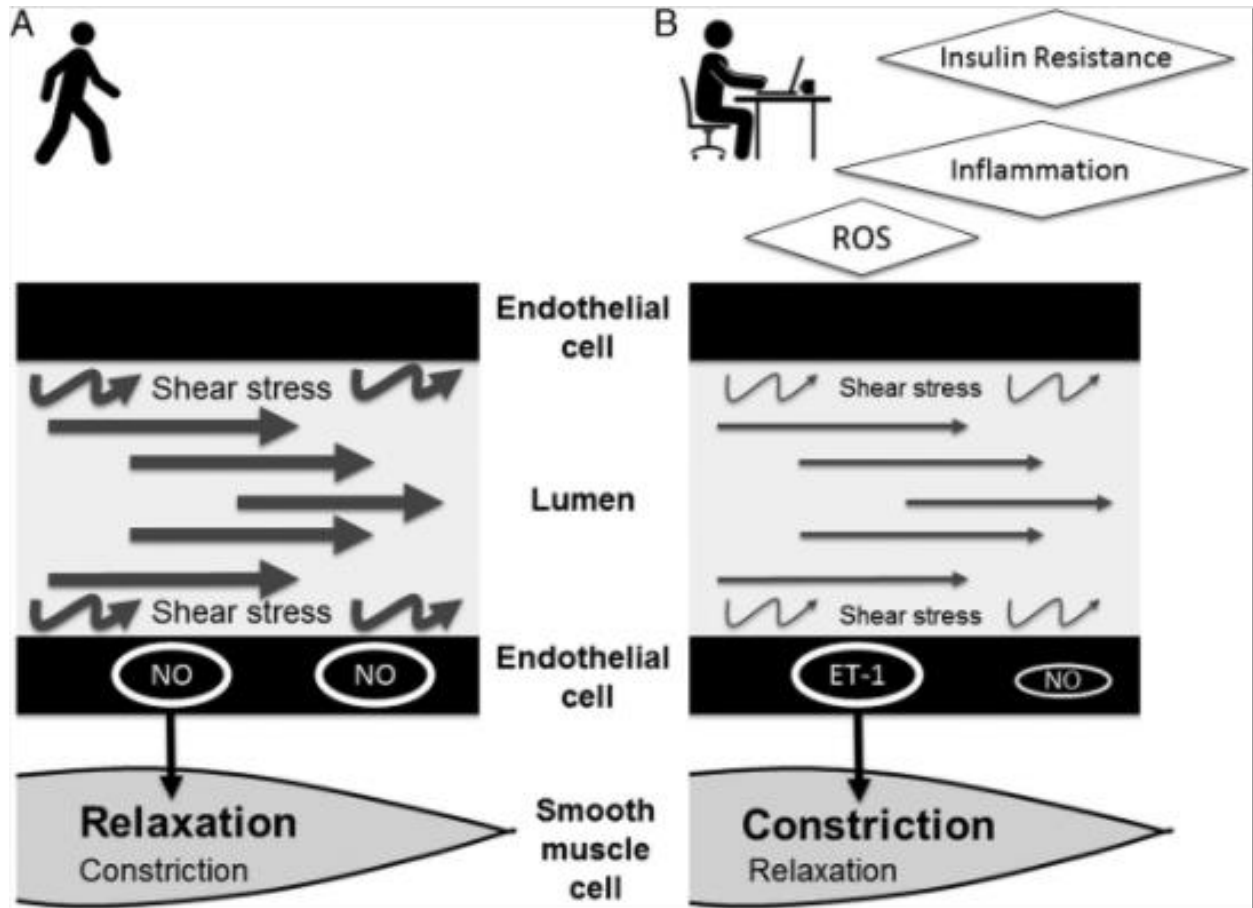 A
B
Insulin Resistance
Inflammation
ROS
Endothelial
cell
Shear stress
Shear stress
Lumen
Shear stress
Shear stress
Endothelial
cell
NO
NO
ET-1
NO
Relaxation
Constriction
Smooth
muscle
cell
Constriction
Relaxation